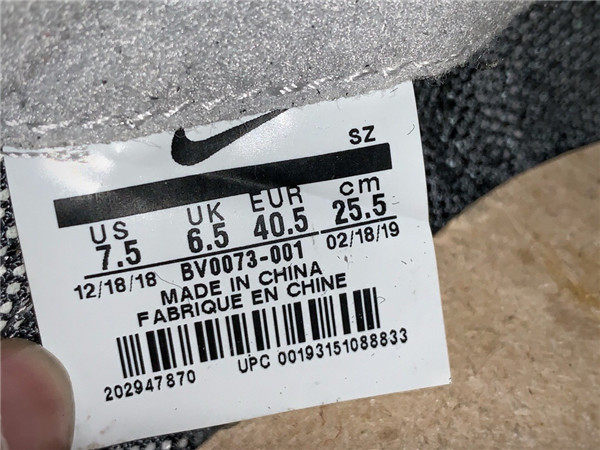 SZ
US UK EUR cm
7.5 6.5 40.5 25.5
12/18/18 BV0073-001 02/18/19
MADE IN CHINA
FABRIQUE EN CHINE
202947870 UPC 00193151088833